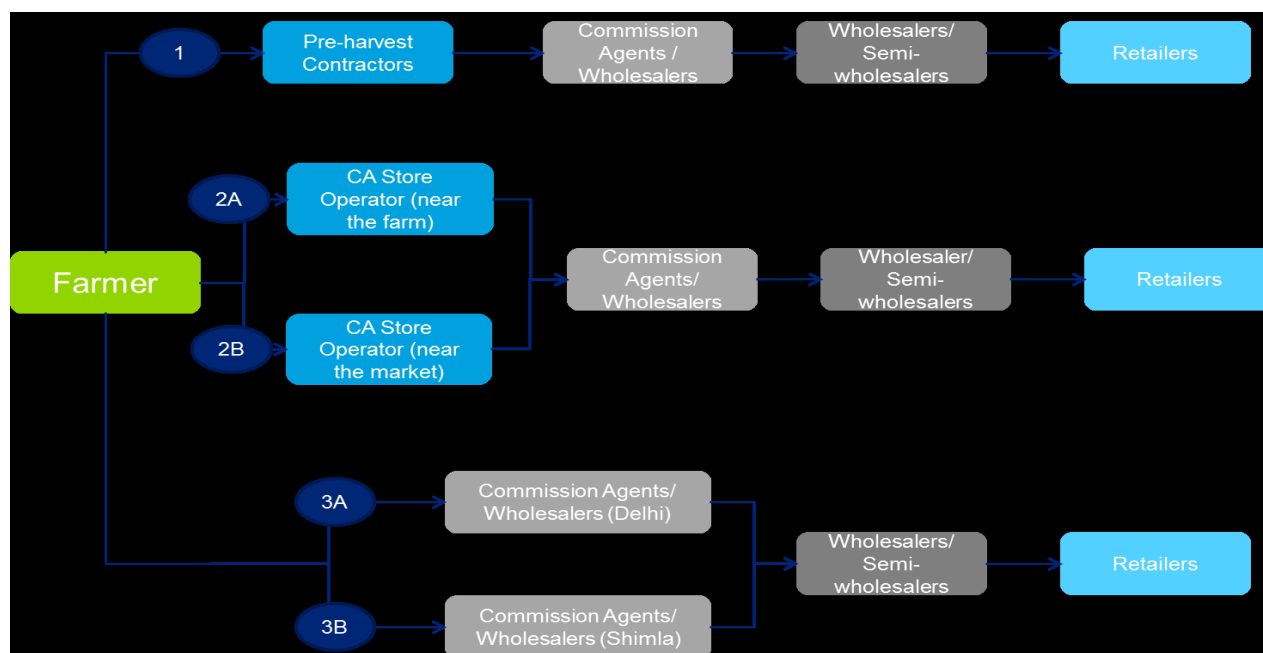 1
Pre-harvest
Contractors
Commission
Agents /
Wholesalers
Wholesalers/
Semi-
wholesalers
Retailers
2A
CA Store
Operator (near
the farm)
Farmer
Commission
Agents/
Wholesalers
Wholesaler/
Semi-
wholesalers
Retailers
2B
CA Store
Operator (near
the market)
3A
Commission Agents/
Wholesalers (Delhi)
Wholesalers/
Semi-
wholesalers
Retailers
3B
Commission Agents/
Wholesalers (Shimla)